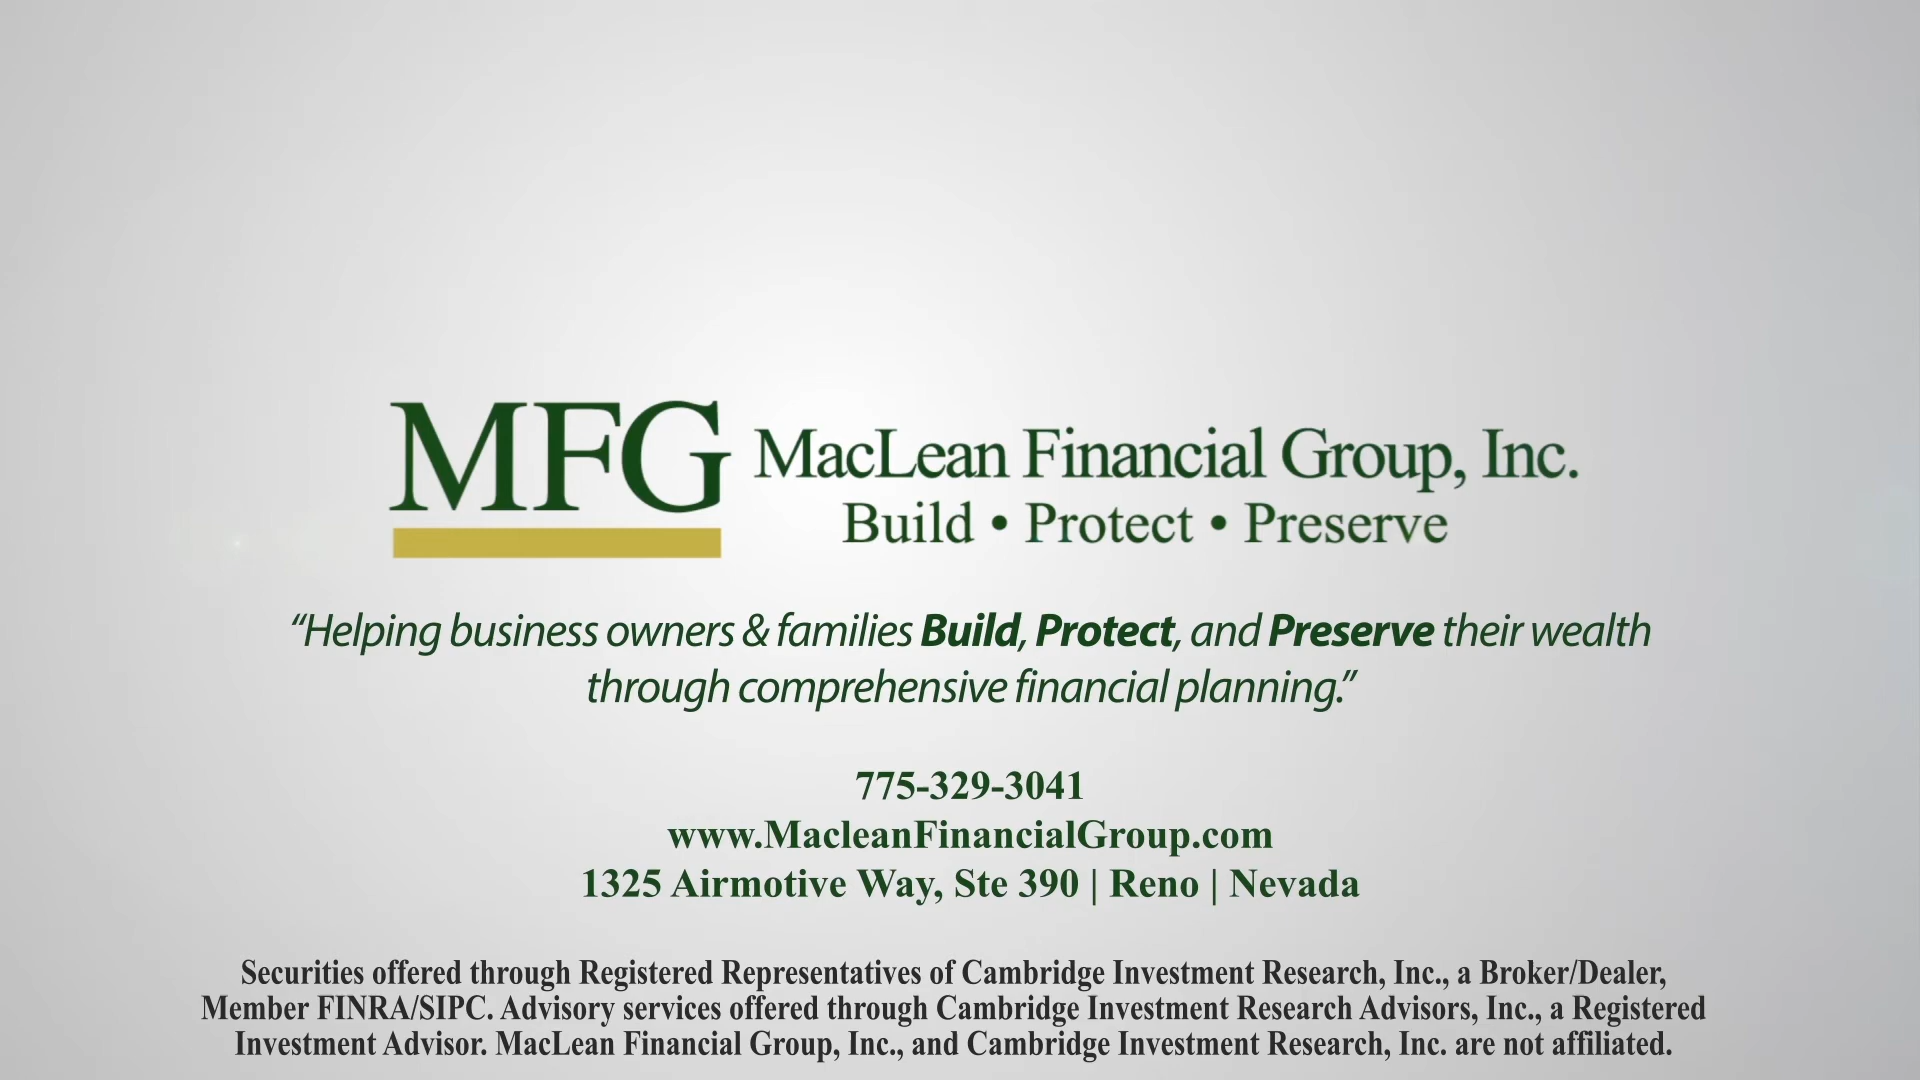 MFG MacLean Financial Group, Inc.
Build • Protect • Preserve
“Helping business owners & families Build, Protect, and Preserve their wealth
through comprehensive financial planning.”
775-329-3041
www.MacleanFinancialGroup.com
1325 Airmotive Way, Ste 390 | Reno | Nevada
Securities offered through Registered Representatives of Cambridge Investment Research, Inc., a Broker/Dealer,
Member FINRA/SIPC. Advisory services offered through Cambridge Investment Research Advisors, Inc., a Registered
Investment Advisor. MacLean Financial Group, Inc., and Cambridge Investment Research, Inc. are not affiliated.